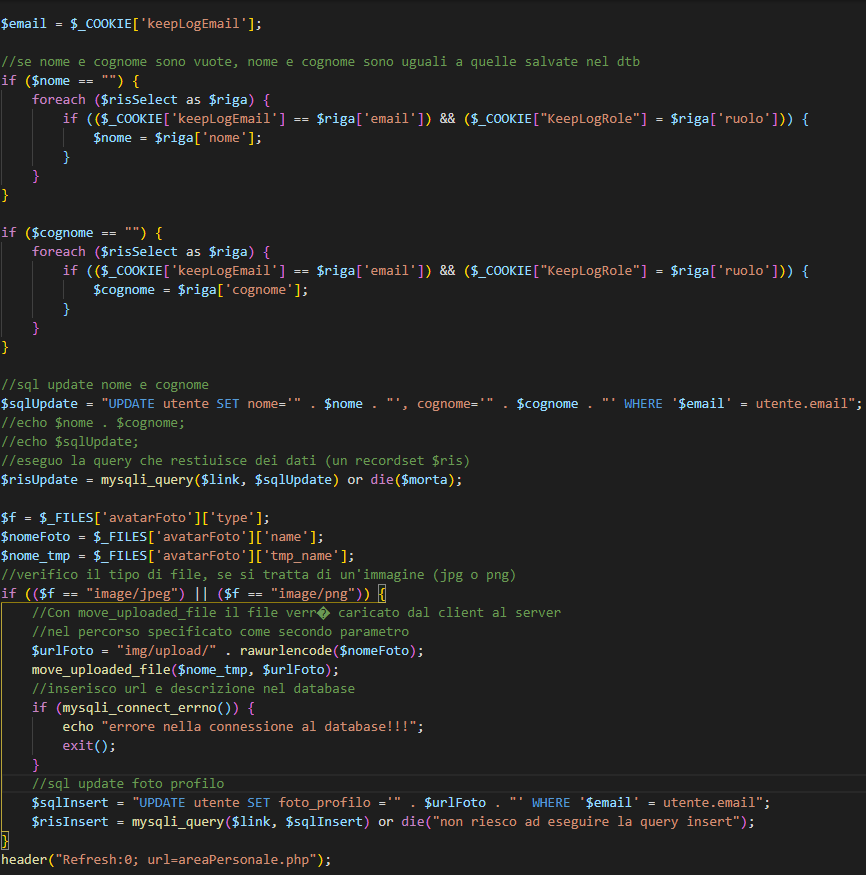 $email = $_COOKIE['keepLogEmail'];
//se nome e cognome sono vuote, nome e cognome sono uguali a quelle salvate nel dtb
if ($nome == "") {
foreach ($risSelect as $riga) {
if (($_COOKIE['keepLogEmail'] == $riga['email']) && ($_COOKIE["KeepLogRole"] = $riga['ruolo'])) {
$nome = $riga['nome'];
}
}
}
if ($cognome == "") {
foreach ($risSelect as $riga) {
if (($_COOKIE['keepLogEmail'] == $riga['email']) && ($_COOKIE["KeepLogRole"] = $riga['ruolo'])) {
$cognome = $riga['cognome'];
}
}
}
//sql update nome e cognome
$sqlUpdate = "UPDATE utente SET nome='" . $nome . "', cognome='" . $cognome . "' WHERE '$email' = utente.email";
//echo $nome . $cognome;
//echo $sqlUpdate;
//eseguo la query che restiuisce dei dati (un recordset $ris)
$risUpdate = mysqli_query($link, $sqlUpdate) or die($morta);
$f = $_FILES['avatarFoto']['type'];
$nomeFoto = $_FILES['avatarFoto']['name'];
$nome_tmp = $_FILES['avatarFoto']['tmp_name'];
//verifico il tipo di file, se si tratta di un'immagine (jpg o png)
if (($f == "image/jpeg") || ($f == "image/png")) {
//Con move_uploaded_file il file verr� caricato dal client al server
//nel percorso specificato come secondo parametro
$urlFoto = "img/upload/" . rawurlencode($nomeFoto);
move_uploaded_file($nome_tmp, $urlFoto);
//inserisco url e descrizione nel database
if (mysqli_connect_errno()) {
echo "errore nella connessione al database!!!";
exit();
}
//sql update foto profilo
$sqlInsert = "UPDATE utente SET foto_profilo ='" . $urlFoto . "' WHERE '$email' = utente.email";
$risInsert = mysqli_query($link, $sqlInsert) or die("non riesco ad eseguire la query insert");
}
header("Refresh:0; url=areaPersonale.php");